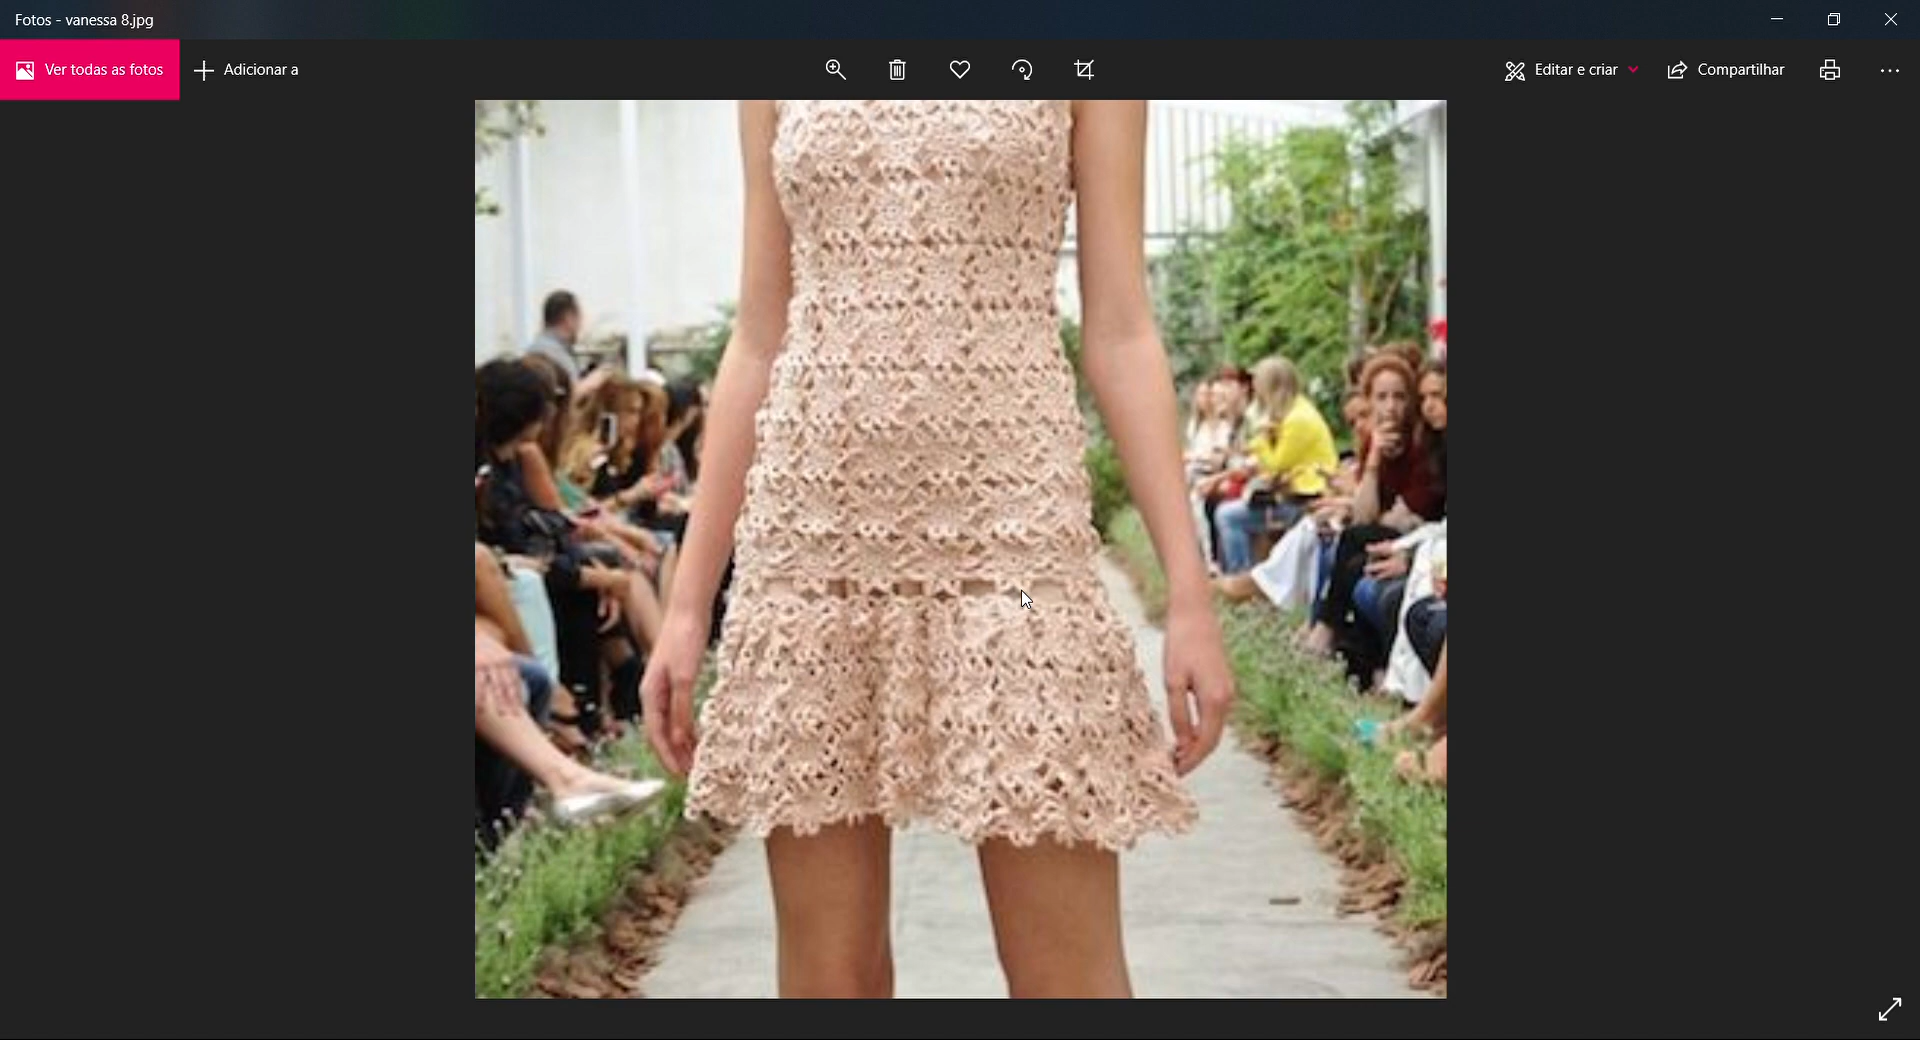 Fotos - vanessa 8.jpg
Ver todas as fotos
Adicionar a
Editar e criar
Compartilhar